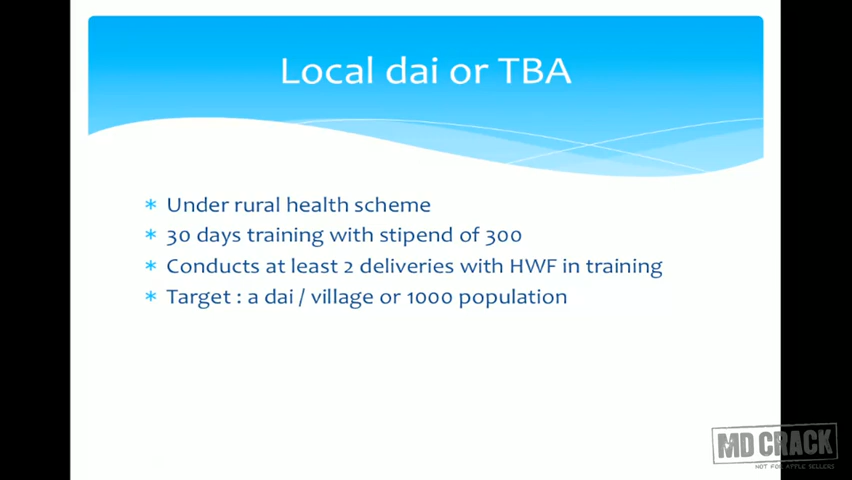 Local dai or TBA
* Under rural health scheme
* 30 days training with stipend of 300
* Conducts at least 2 deliveries with HWF in training
* Target : a dai / village or 1000 population
MD CRACK
NOT FOR APPLE SELLERS